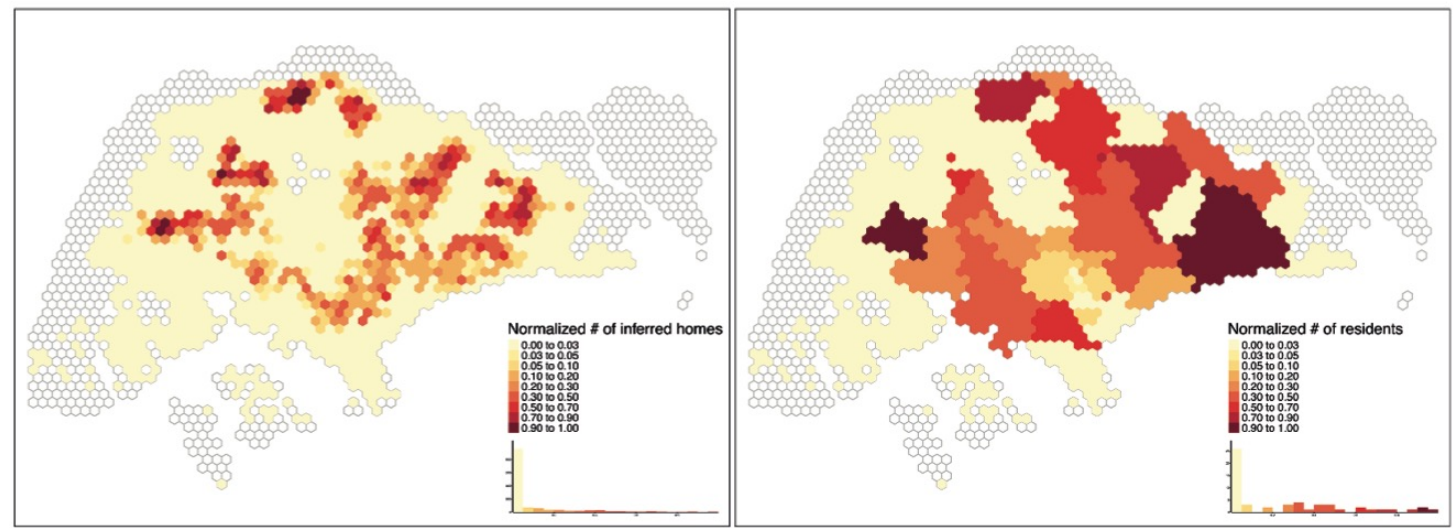 Normalized # of inferred homes
0.00 to 0.03
0.03 to 0.05
0.05 to 0.10
0.10 to 0.20
0.20 to 0.30
0.30 to 0.50
0.50 to 0.70
0.70 to 0.90
0.90 to 1.00
Normalized # of residents
0.00 to 0.03
0.03 to 0.05
0.05 to 0.10
0.10 to 0.20
0.20 to 0.30
0.30 to 0.50
0.50 to 0.70
0.70 to 0.90
0.90 to 1.00